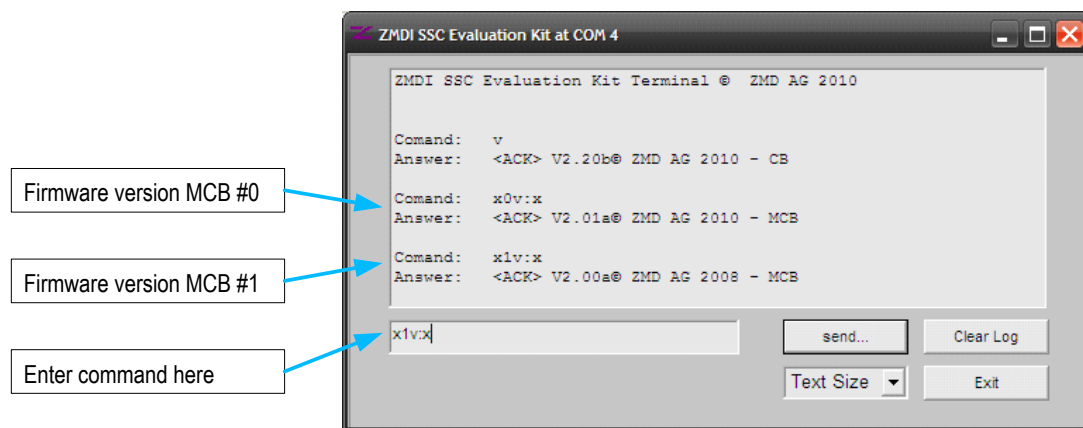 ZMDI SSC Evaluation Kit at COM 4
ZMDI SSC Evaluation Kit Terminal © ZMD AG 2010
Comand: v
Answer: <ACK> V2.20b© ZMD AG 2010 - CB
Firmware version MCB #0
Comand: x0v:x
Answer: <ACK> V2.01a© ZMD AG 2010 - MCB
Firmware version MCB #1
Comand: x1v:x
Answer: <ACK> V2.00a© ZMD AG 2008 - MCB
Enter command here
x1v:x
send...
Clear Log
Text Size
Exit